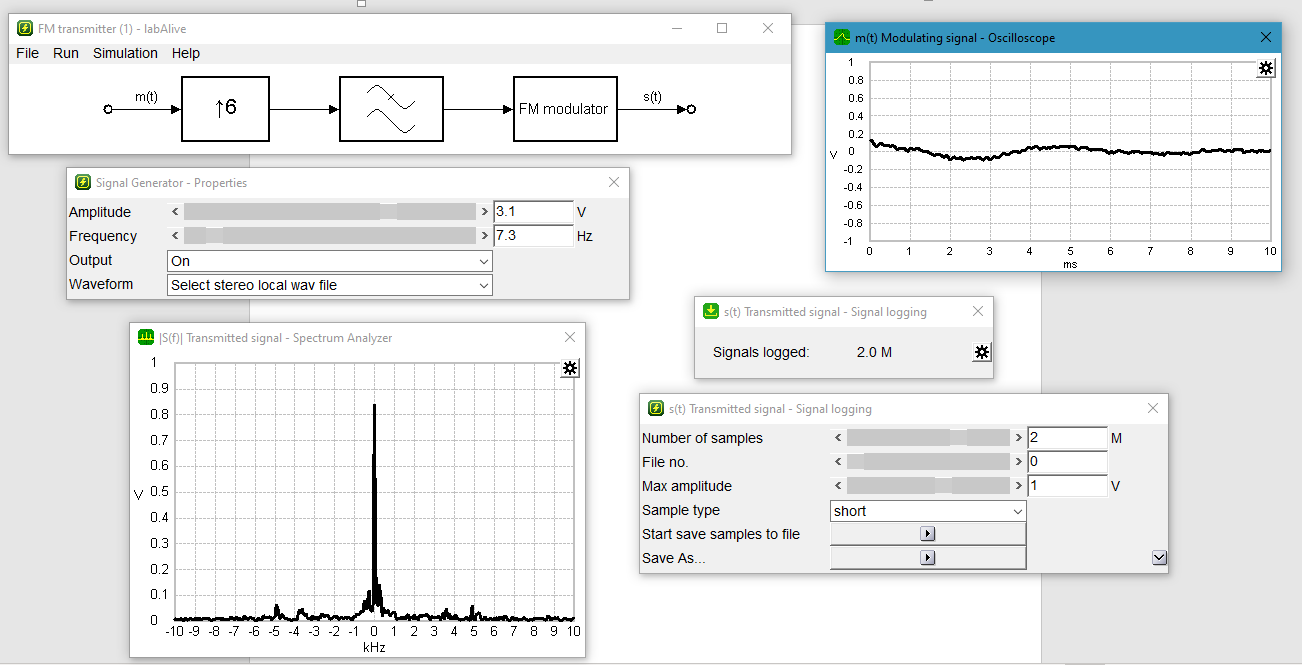 FM transmitter (1) - labAlive
File Run Simulation Help
m(t)
↑6
FM modulator
s(t)
m(t) Modulating signal - Oscilloscope
1
0.8
0.6
0.4
0.2
0
-0.2
-0.4
-0.6
-0.8
-1
V
0 1 2 3 4 5 6 7 8 9 10
ms
Signal Generator - Properties
Amplitude < > 3.1 V
Frequency < > 7.3 Hz
Output On
Waveform Select stereo local wav file
|S(f)| Transmitted signal - Spectrum Analyzer
1
0.9
0.8
0.7
0.6
0.5
0.4
0.3
0.2
0.1
0
V
-10 -9 -8 -7 -6 -5 -4 -3 -2 -1 0 1 2 3 4 5 6 7 8 9 10
kHz
s(t) Transmitted signal - Signal logging
Signals logged: 2.0 M
s(t) Transmitted signal - Signal logging
Number of samples < > 2 M
File no. < > 0
Max amplitude < > 1 V
Sample type short
Start save samples to file
Save As...